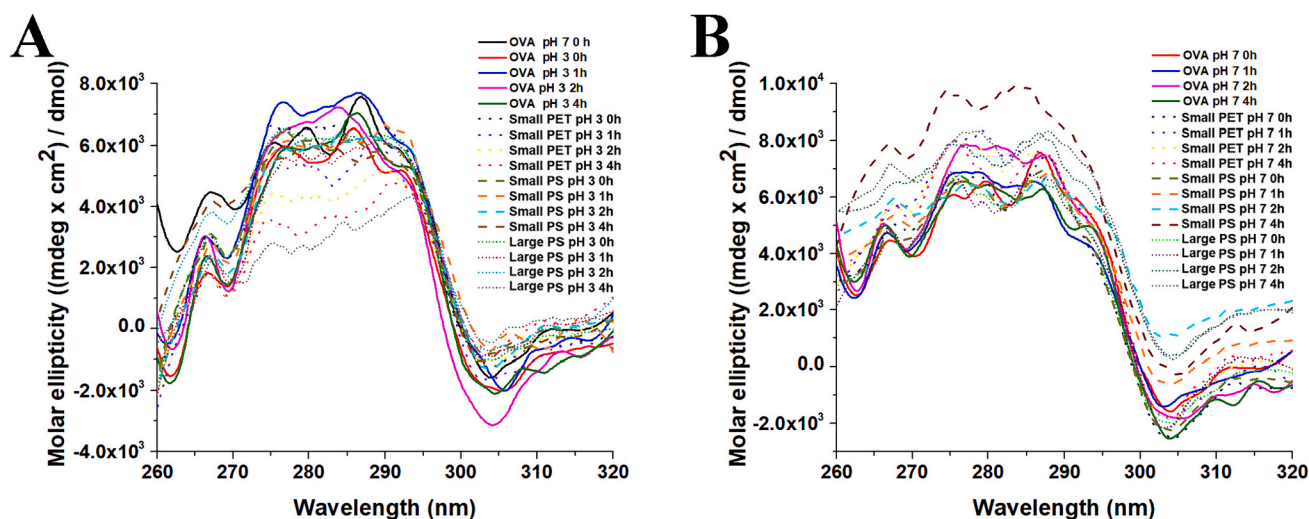 A
OVA pH 7 0 h
OVA pH 3 0h
OVA pH 3 1h
OVA pH 3 2h
OVA pH 3 4h
Small PET pH 3 0h
Small PET pH 3 1h
Small PET pH 3 2h
Small PET pH 3 4h
Small PS pH 3 0h
Small PS pH 3 1h
Small PS pH 3 2h
Small PS pH 3 4h
Large PS pH 3 0h
Large PS pH 3 1h
Large PS pH 3 2h
Large PS pH 3 4h
Molar ellipticity ((mdeg x cm²) / dmol)
8.0x10³
6.0x10³
4.0x10³
2.0x10³
0.0
-2.0x10³
-4.0x10³
260 270 280 290 300 310 320
Wavelength (nm)
B
OVA pH 7 0h
OVA pH 7 1h
OVA pH 7 2h
OVA pH 7 4h
Small PET pH 7 0h
Small PET pH 7 1h
Small PET pH 7 2h
Small PET pH 7 4h
Small PS pH 7 0h
Small PS pH 7 1h
Small PS pH 7 2h
Small PS pH 7 4h
Large PS pH 7 0h
Large PS pH 7 1h
Large PS pH 7 2h
Large PS pH 7 4h
Molar ellipticity ((mdeg x cm²) / dmol)
1.0x10⁴
8.0x10³
6.0x10³
4.0x10³
2.0x10³
0.0
-2.0x10³
260 270 280 290 300 310 320
Wavelength (nm)